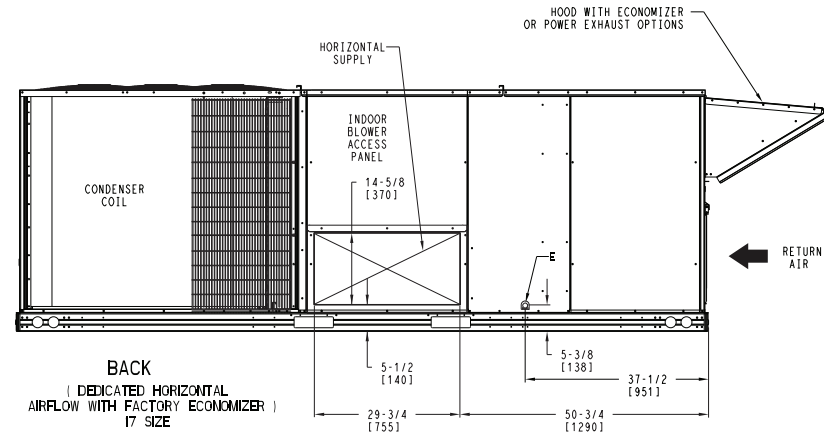 HOOD WITH ECONOMIZER
OR POWER EXHAUST OPTIONS
HORIZONTAL
SUPPLY
INDOOR
BLOWER
ACCESS
PANEL
14-5/8
[370]
CONDENSER
COIL
E
RETURN
AIR
BACK
( DEDICATED HORIZONTAL
AIRFLOW WITH FACTORY ECONOMIZER )
17 SIZE
5-1/2
[140]
5-3/8
[138]
37-1/2
[951]
29-3/4
[755]
50-3/4
[1290]